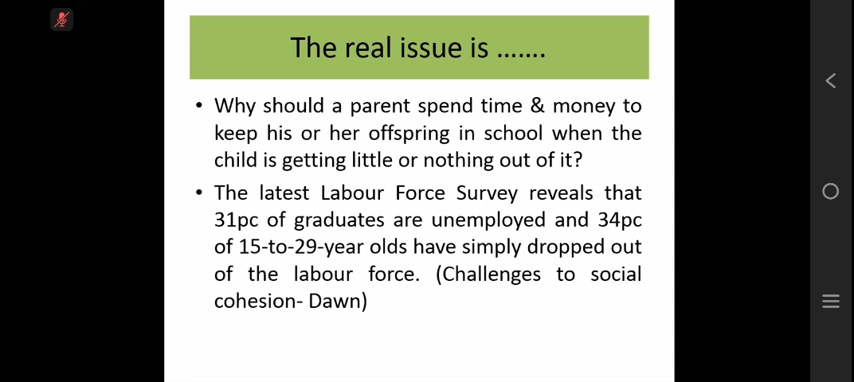 The real issue is .......
• Why should a parent spend time & money to
keep his or her offspring in school when the
child is getting little or nothing out of it?
• The latest Labour Force Survey reveals that
31pc of graduates are unemployed and 34pc
of 15-to-29-year olds have simply dropped out
of the labour force. (Challenges to social
cohesion- Dawn)